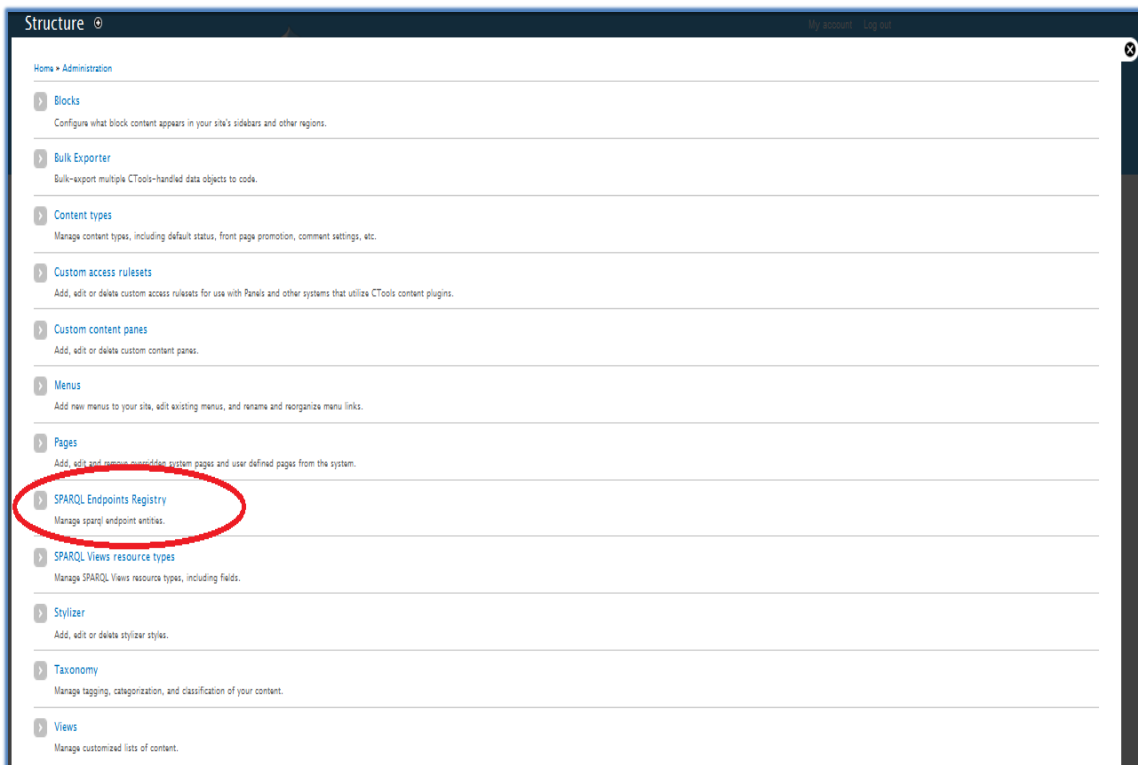 Structure
My account Log out
Home » Administration
Blocks
Configure what block content appears in your site's sidebars and other regions.
Bulk Exporter
Bulk-export multiple CTools-handled data objects to code.
Content types
Manage content types, including default status, front page promotion, comment settings, etc.
Custom access rulesets
Add, edit or delete custom access rulesets for use with Panels and other systems that utilize CTools content plugins.
Custom content panes
Add, edit or delete custom content panes.
Menus
Add new menus to your site, edit existing menus, and rename and reorganize menu links.
Pages
Add, edit and remove overridden system pages and user defined pages from the system.
SPARQL Endpoints Registry
Manage sparql endpoint entities.
SPARQL Views resource types
Manage SPARQL Views resource types, including fields.
Stylizer
Add, edit or delete stylizer styles.
Taxonomy
Manage tagging, categorization, and classification of your content.
Views
Manage customized lists of content.